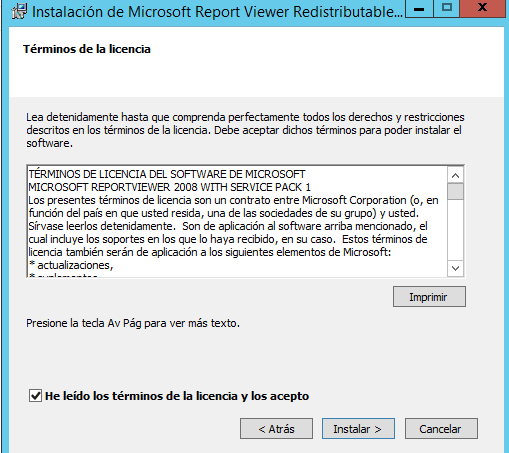 Instalación de Microsoft Report Viewer Redistributable...
Términos de la licencia
Lea detenidamente hasta que comprenda perfectamente todos los derechos y restricciones
descritos en los términos de la licencia. Debe aceptar dichos términos para poder instalar el
software.
TÉRMINOS DE LICENCIA DEL SOFTWARE DE MICROSOFT
MICROSOFT REPORTVIEWER 2008 WITH SERVICE PACK 1
Los presentes términos de licencia son un contrato entre Microsoft Corporation (o, en
función del país en que usted resida, una de las sociedades de su grupo) y usted.
Sírvase leerlos detenidamente.  Son de aplicación al software arriba mencionado, el
cual incluye los soportes en los que lo haya recibido, en su caso.  Estos términos de
licencia también serán de aplicación a los siguientes elementos de Microsoft:
* actualizaciones,
* suplementos
Imprimir
Presione la tecla Av Pág para ver más texto.
He leído los términos de la licencia y los acepto
< Atrás
Instalar >
Cancelar